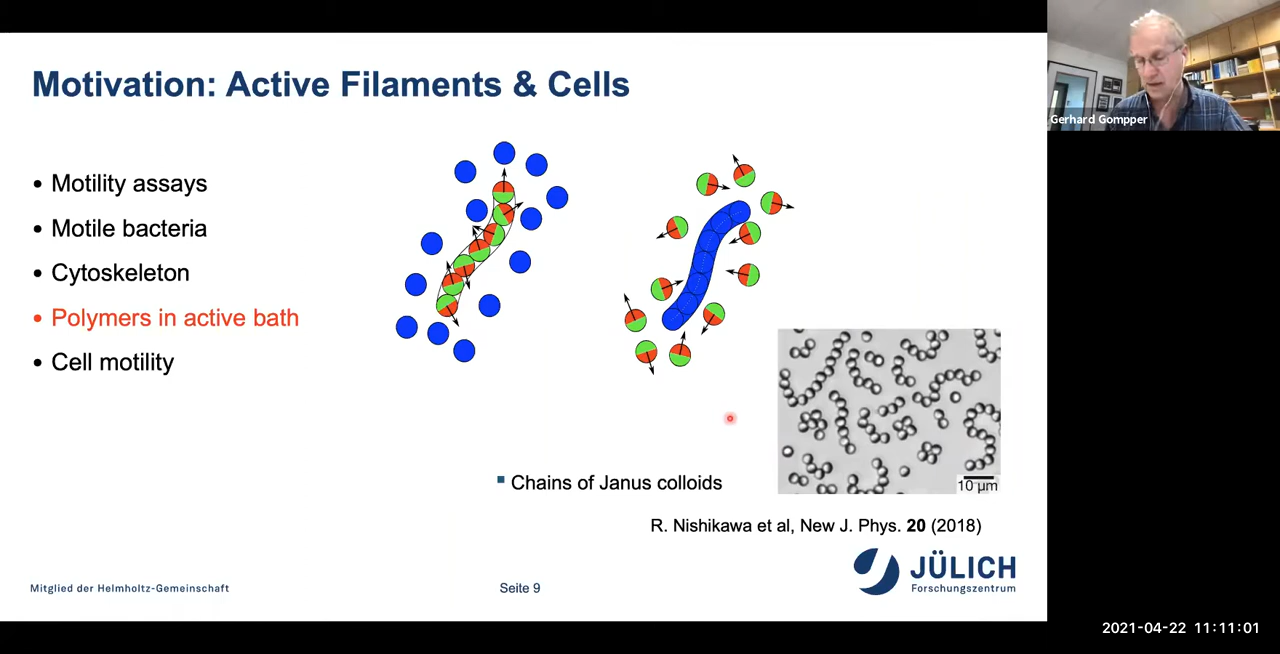 Motivation: Active Filaments & Cells
Gerhard Gompper
• Motility assays
• Motile bacteria
• Cytoskeleton
• Polymers in active bath
• Cell motility
10 µm
▪ Chains of Janus colloids
R. Nishikawa et al, New J. Phys. 20 (2018)
JÜLICH
Forschungszentrum
Mitglied der Helmholtz-Gemeinschaft
Seite 9
2021-04-22 11:11:01